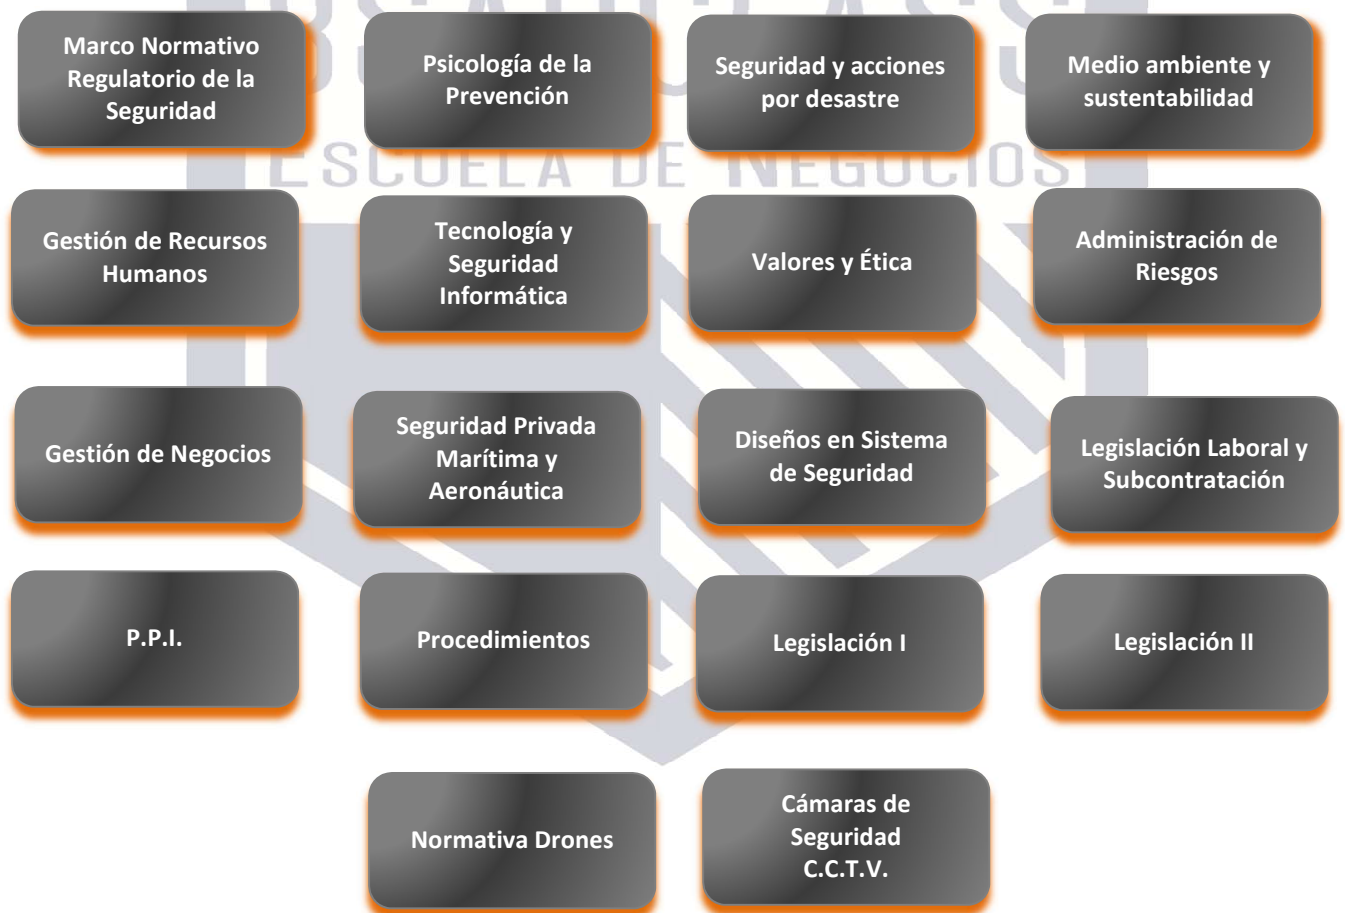 Marco Normativo
Regulatorio de la
Seguridad
Psicología de la
Prevención
Seguridad y acciones
por desastre
Medio ambiente y
sustentabilidad
ESCUELA DE NEGOCIOS
Gestión de Recursos
Humanos
Tecnología y
Seguridad
Informática
Valores y Ética
Administración de
Riesgos
Gestión de Negocios
Seguridad Privada
Marítima y
Aeronáutica
Diseños en Sistema
de Seguridad
Legislación Laboral y
Subcontratación
P.P.I.
Procedimientos
Legislación I
Legislación II
Normativa Drones
Cámaras de
Seguridad
C.C.T.V.